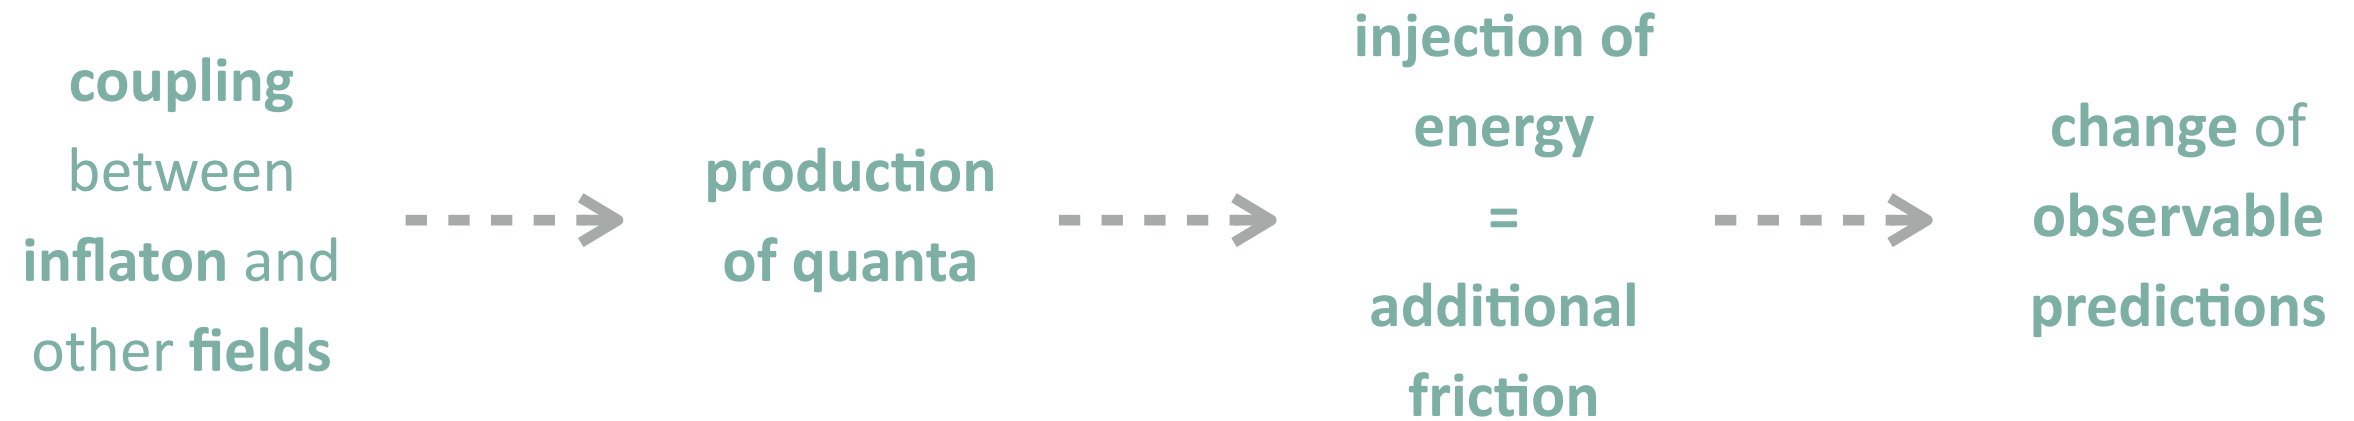 coupling
between
inflaton and
other fields
production
of quanta
injection of
energy
=
additional
friction
change of
observable
predictions